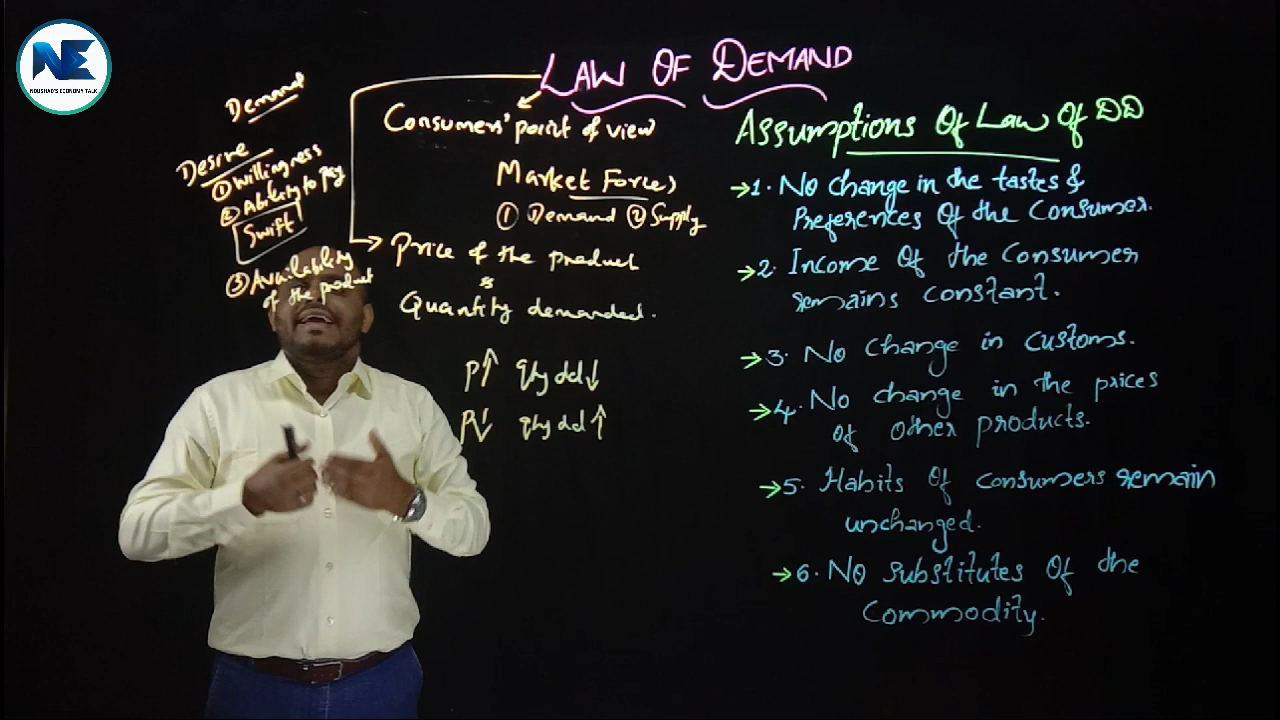 NE
NOUSHAD'S ECONOMY TALK
LAW OF DEMAND
Demand
Desire
① Willingness
② Ability to pay
Swift
③ Availability
of the product
Consumers' point of view
Market Forces
① Demand ② Supply
Price of the product
&
Quantity demanded.
P↑ qty dd↓
P↓ qty dd↑
Assumptions Of Law Of DD
→1. No change in the tastes &
Preferences Of the Consumer.
→2. Income Of the Consumer
remains constant.
→3. No change in customs.
→4. No change in the prices
of other products.
→5. Habits Of consumers remain
unchanged.
→6. No substitutes Of the
Commodity.